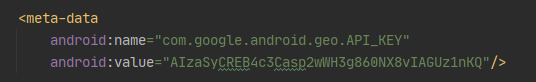 <meta-data
android:name="com.google.android.geo.API_KEY"
android:value="AIzaSyCREB4c3Casp2wWH3g860NX8vIAGUz1nKQ"/>